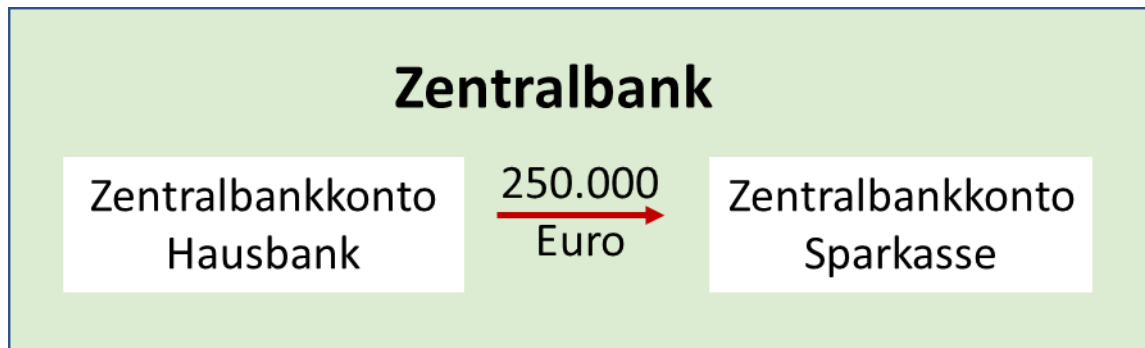 Zentralbank
Zentralbankkonto
Hausbank
250.000
Euro
Zentralbankkonto
Sparkasse